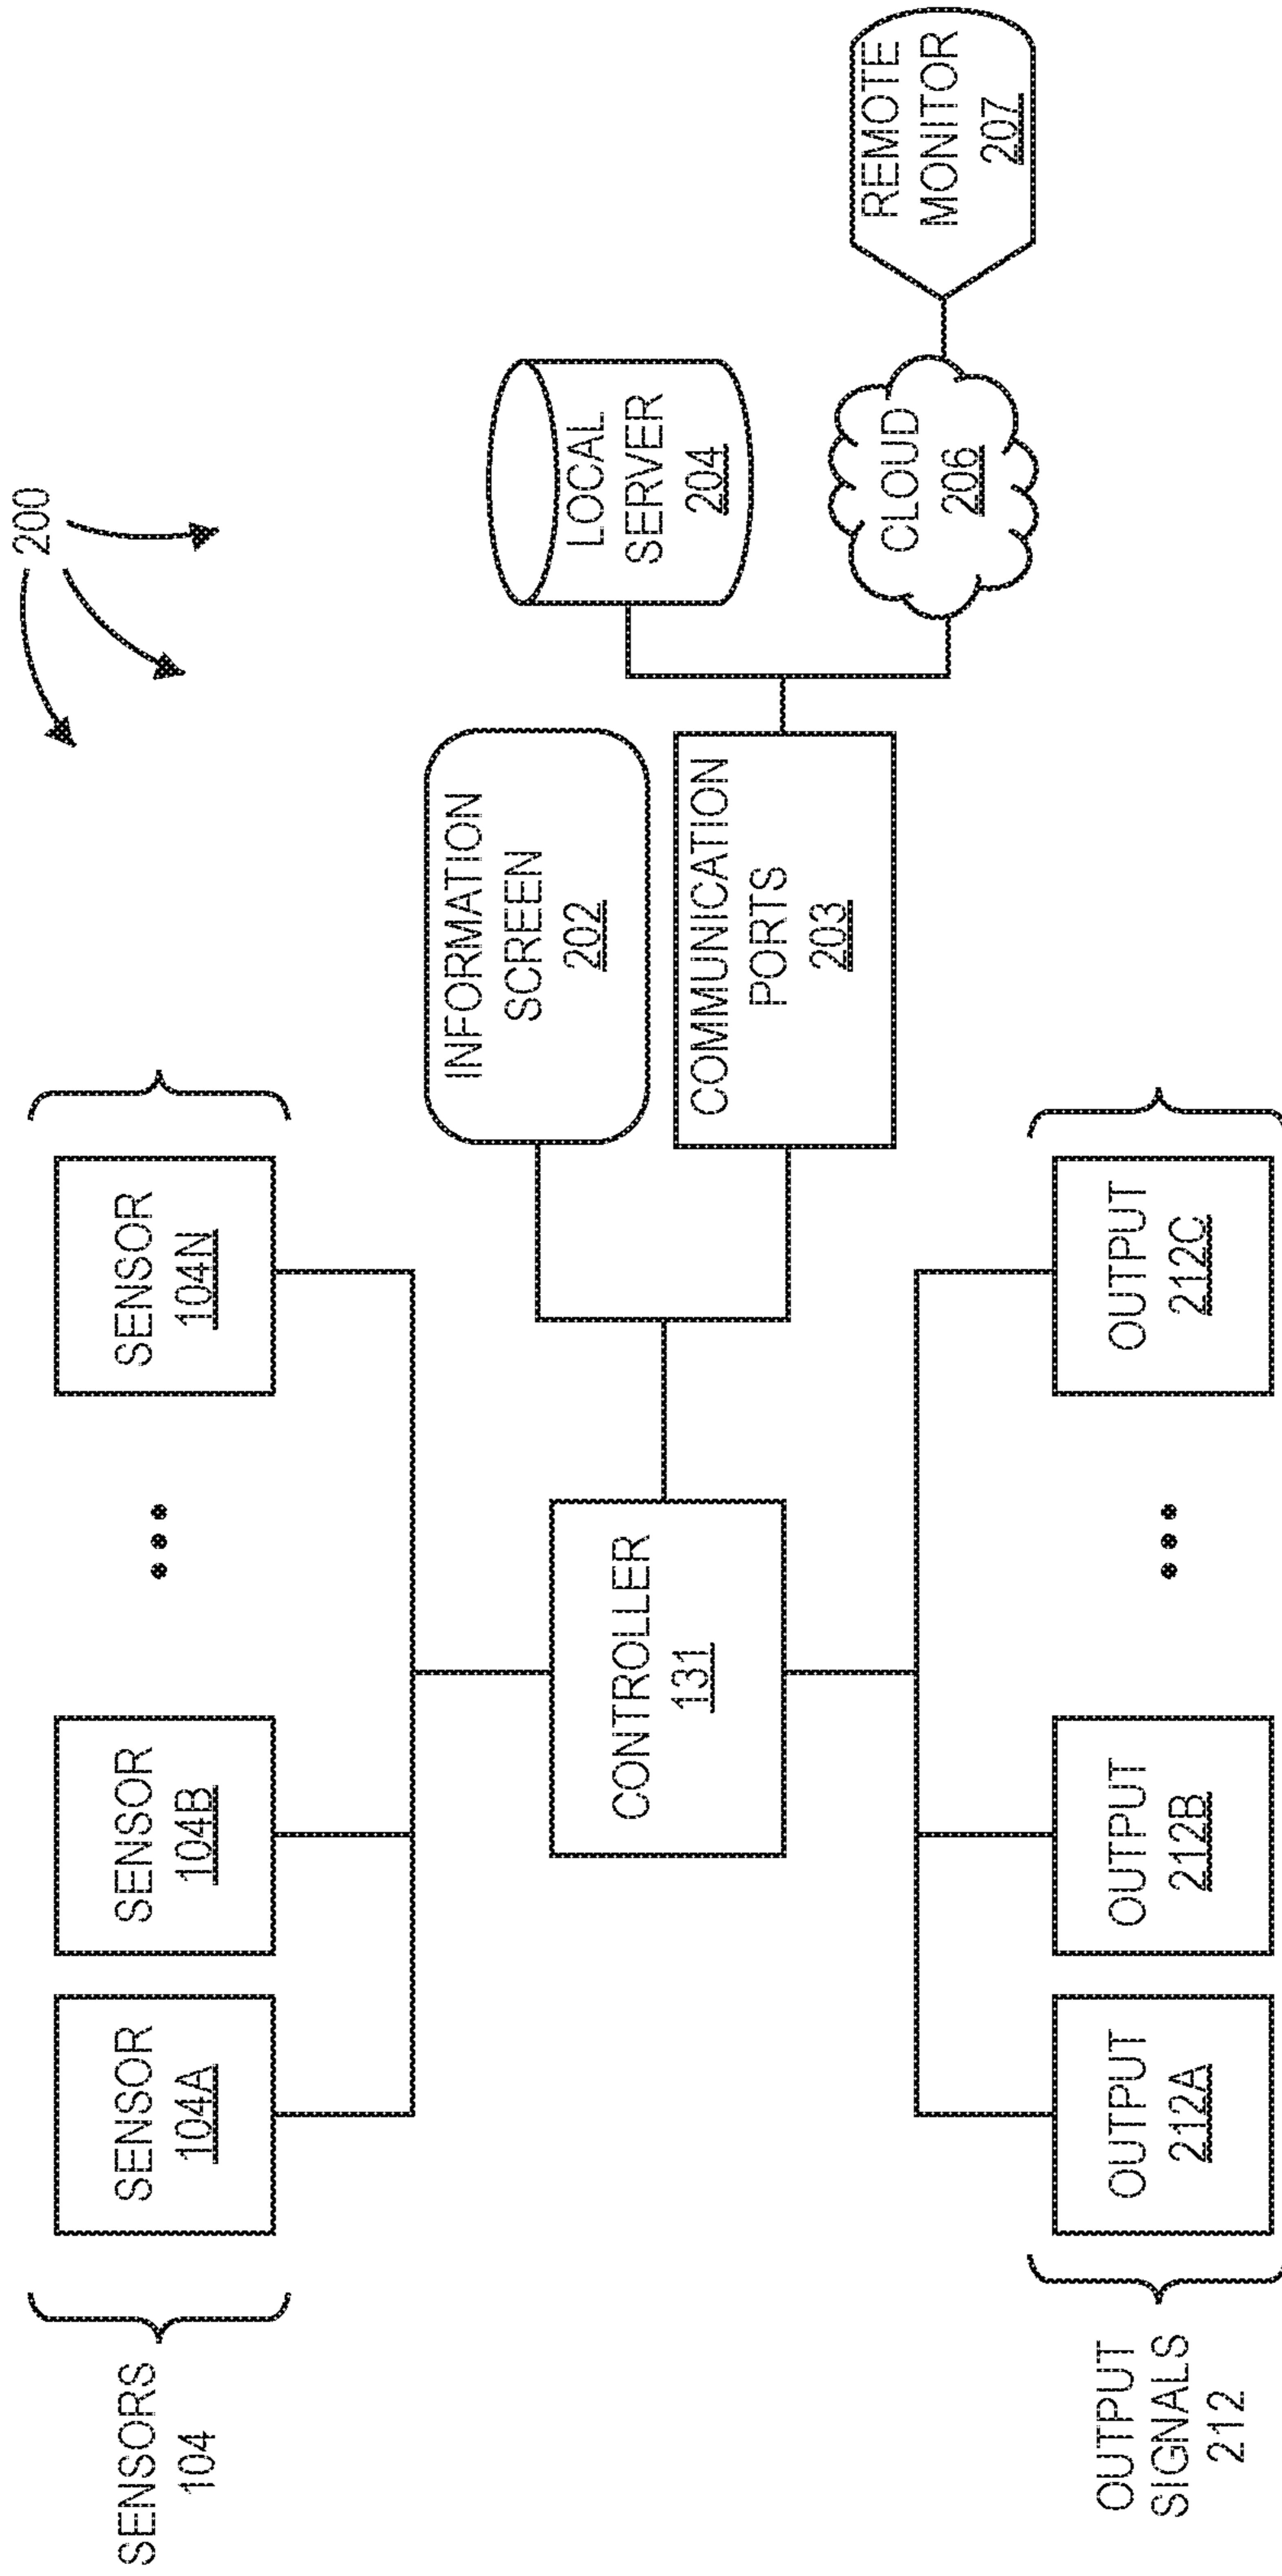 200
SENSORS
104
SENSOR
104A
SENSOR
104B
SENSOR
104N
CONTROLLER
131
INFORMATION
SCREEN
202
COMMUNICATION
PORTS
203
LOCAL
SERVER
204
CLOUD
206
REMOTE
MONITOR
207
OUTPUT
SIGNALS
212
OUTPUT
212A
OUTPUT
212B
OUTPUT
212C